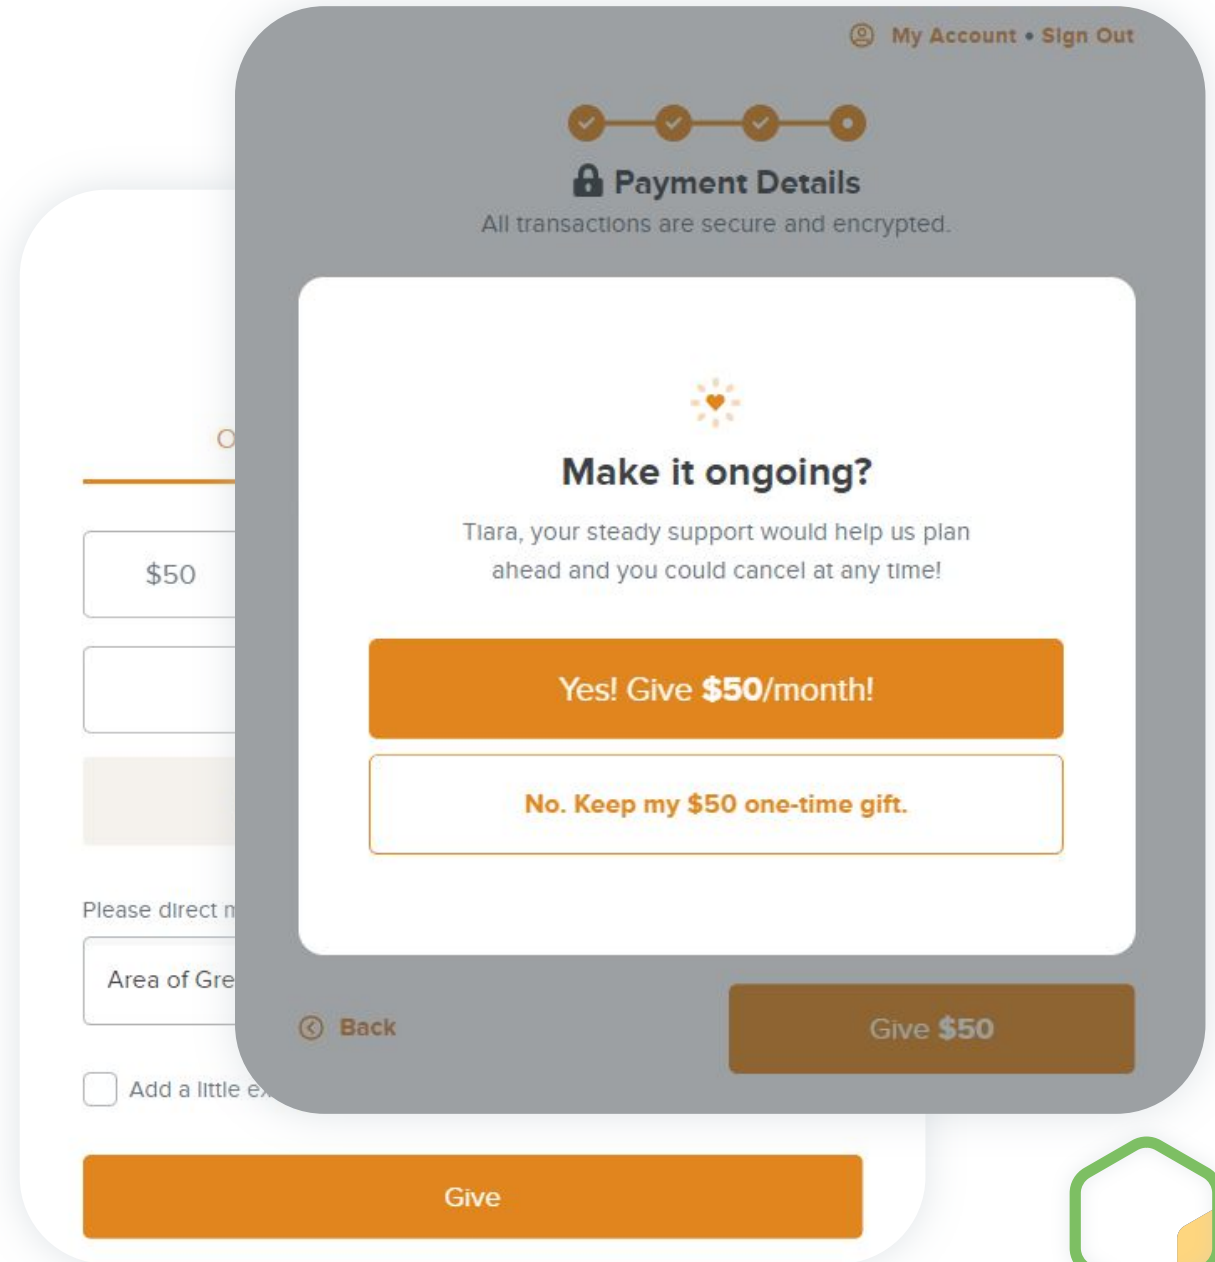 My Account • Sign Out
Payment Details
All transactions are secure and encrypted.
Make it ongoing?
Tiara, your steady support would help us plan
ahead and you could cancel at any time!
Yes! Give $50/month!
No. Keep my $50 one-time gift.
Back
Give $50
$50
Please direct
Area of
Add a little
Give